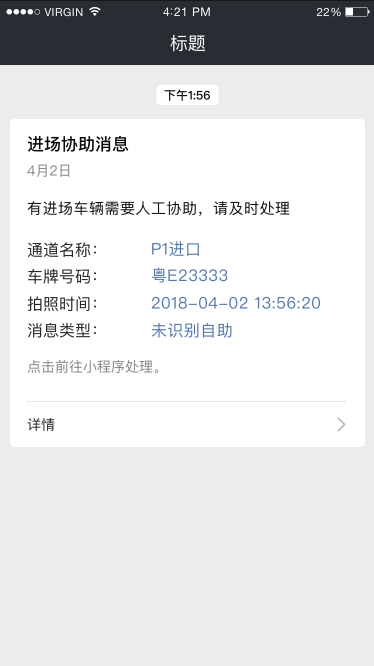 VIRGIN 4:21 PM 22%
标题
下午1:56
进场协助消息
4月2日
有进场车辆需要人工协助，请及时处理
通道名称： P1进口
车牌号码： 粤E23333
拍照时间： 2018-04-02 13:56:20
消息类型： 未识别自助
点击前往小程序处理。
详情